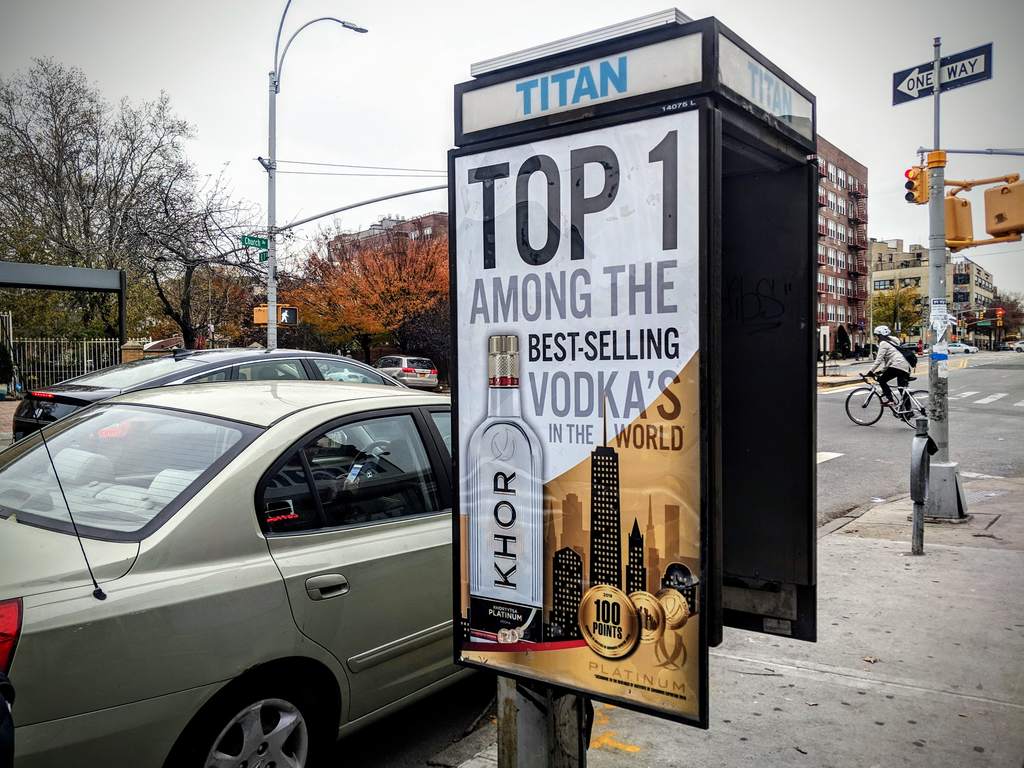 TITAN
TITAN
14075 L
TOP 1
AMONG THE
BEST-SELLING
VODKA'S
IN THE WORLD
KHOR
PLATINUM
100
POINTS
PLATINUM
ONE WAY
Church